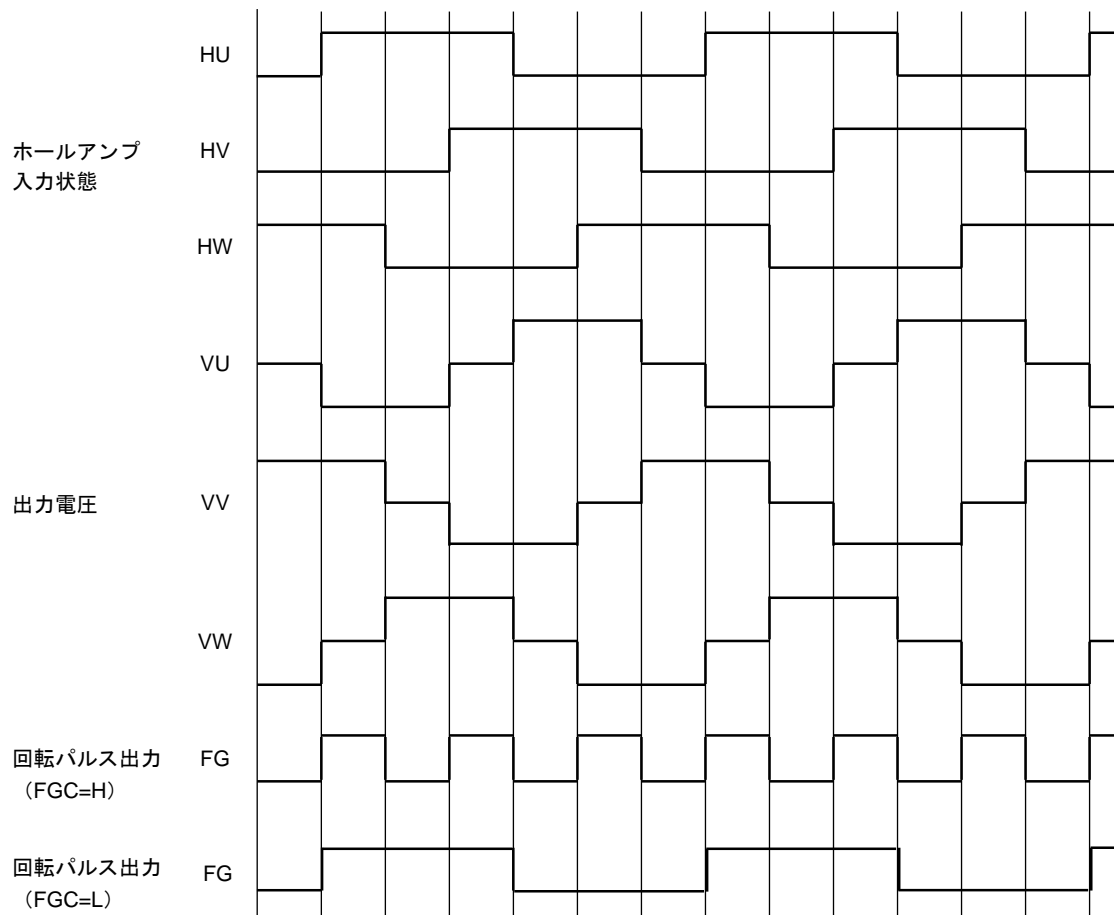 HU
ホールアンプ
入力状態
HV
HW
VU
出力電圧
VV
VW
回転パルス出力
（FGC=H）
FG
回転パルス出力
（FGC=L）
FG